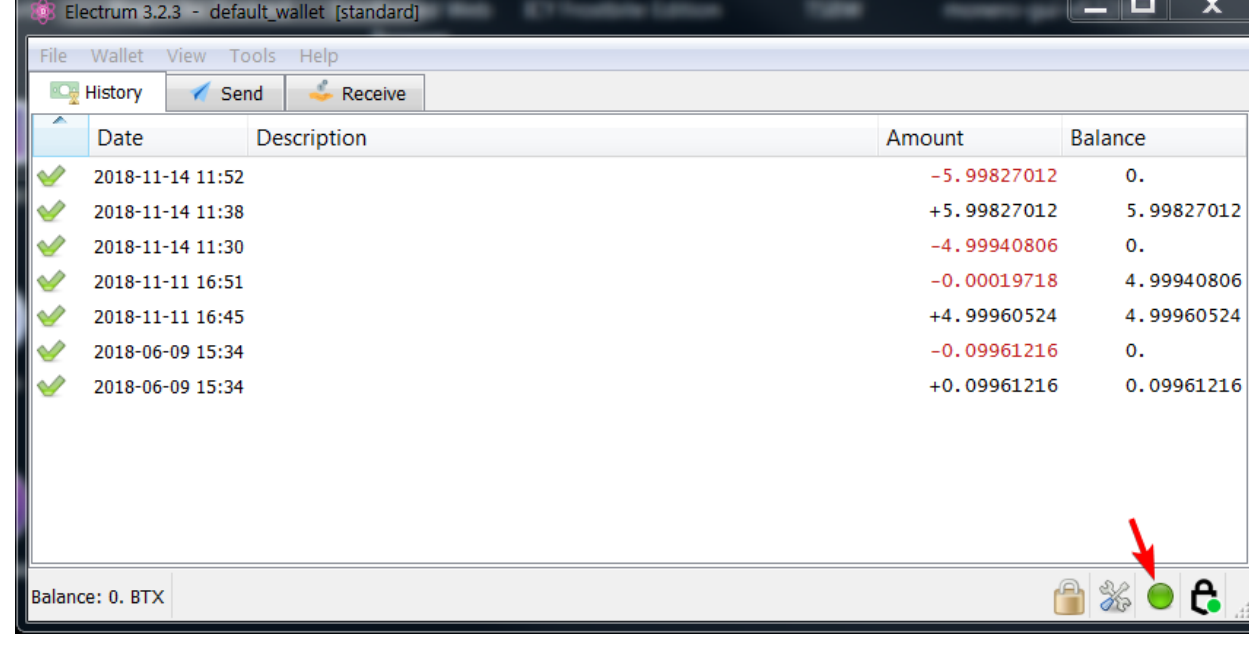 Electrum 3.2.3 - default_wallet [standard]
File Wallet View Tools Help
History Send Receive
Date Description Amount Balance
2018-11-14 11:52 -5.99827012 0.
2018-11-14 11:38 +5.99827012 5.99827012
2018-11-14 11:30 -4.99940806 0.
2018-11-11 16:51 -0.00019718 4.99940806
2018-11-11 16:45 +4.99960524 4.99960524
2018-06-09 15:34 -0.09961216 0.
2018-06-09 15:34 +0.09961216 0.09961216
Balance: 0. BTX